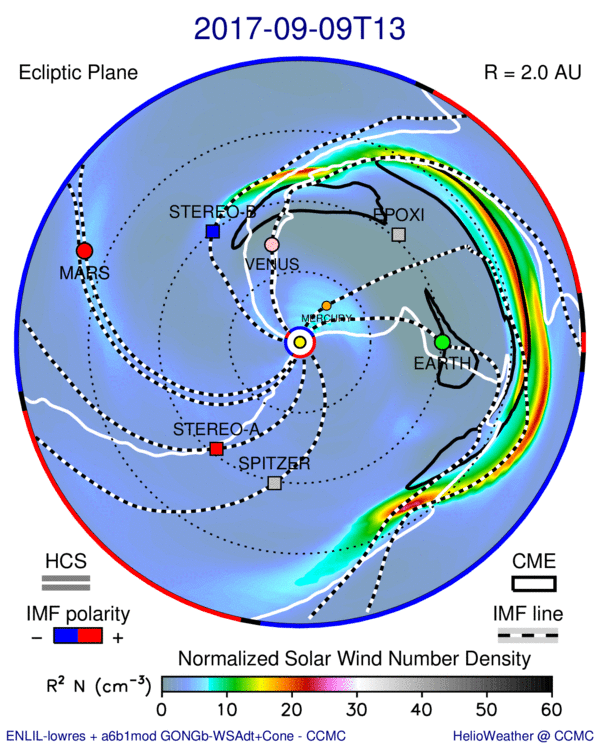 2017-09-09T13
Ecliptic Plane
R = 2.0 AU
STEREO-B
EPOXI
VENUS
MARS
MERCURY
EARTH
STEREO-A
SPITZER
HCS
CME
IMF polarity
IMF line
− +
Normalized Solar Wind Number Density
R² N (cm⁻³)
0 10 20 30 40 50 60
ENLIL-lowres + a6b1mod GONGb-WSAdt+Cone - CCMC
HelioWeather @ CCMC